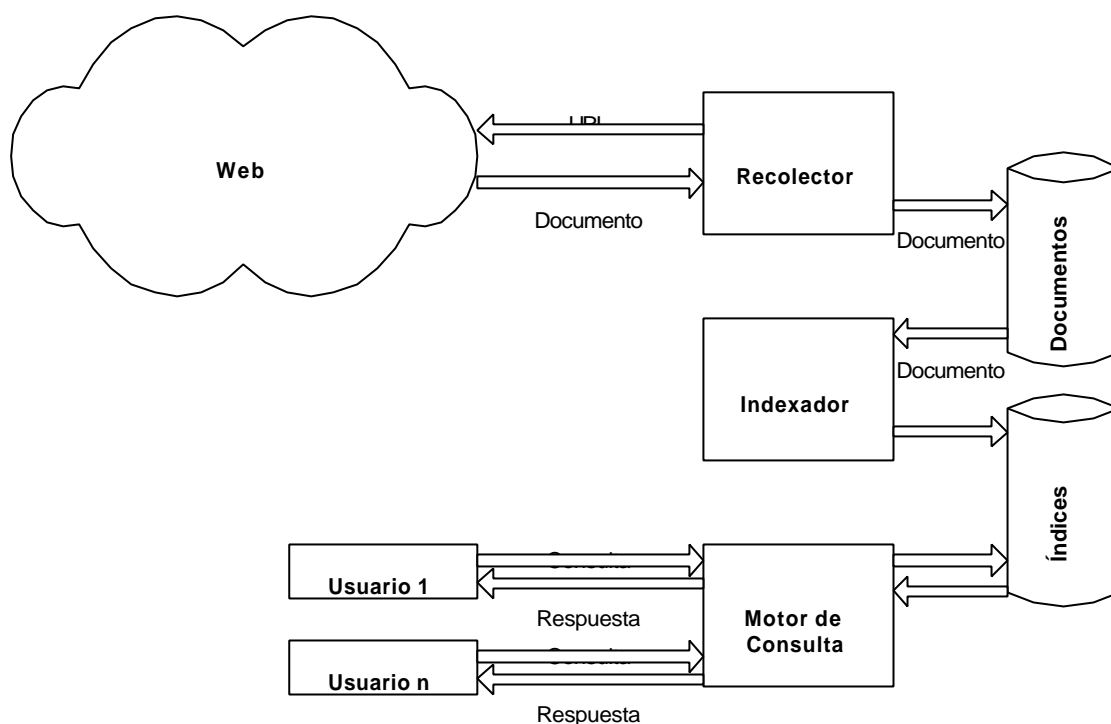 Web
Recolector
Documento
Documento
Documentos
Documento
Indexador
Índices
Usuario 1
Respuesta
Motor de
Consulta
Usuario n
Respuesta